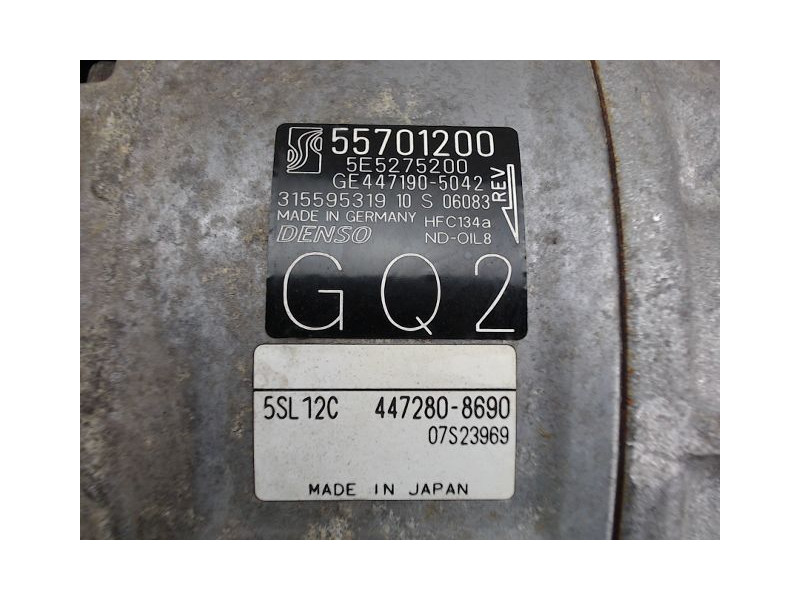 55701200
5E5275200
GE447190-5042
315595319 10 S 06083
REV
MADE IN GERMANY HFC134a
DENSO ND-OIL8
GQ2
5SL12C 447280-8690
07S23969
MADE IN JAPAN